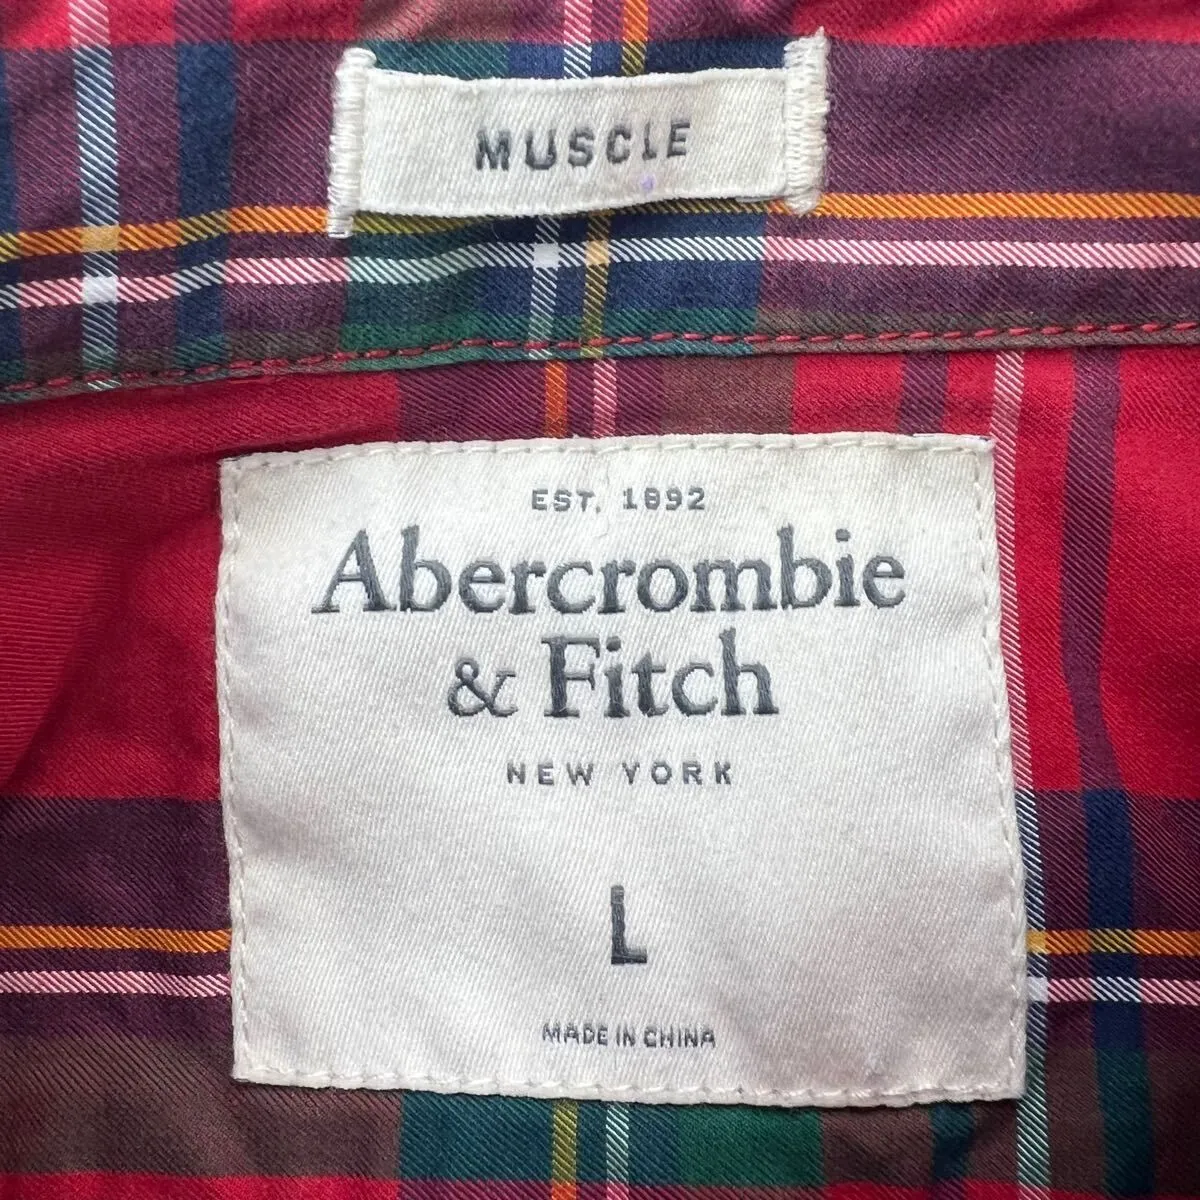 MUSCLE
EST. 1892
Abercrombie
& Fitch
NEW YORK
L
MADE IN CHINA